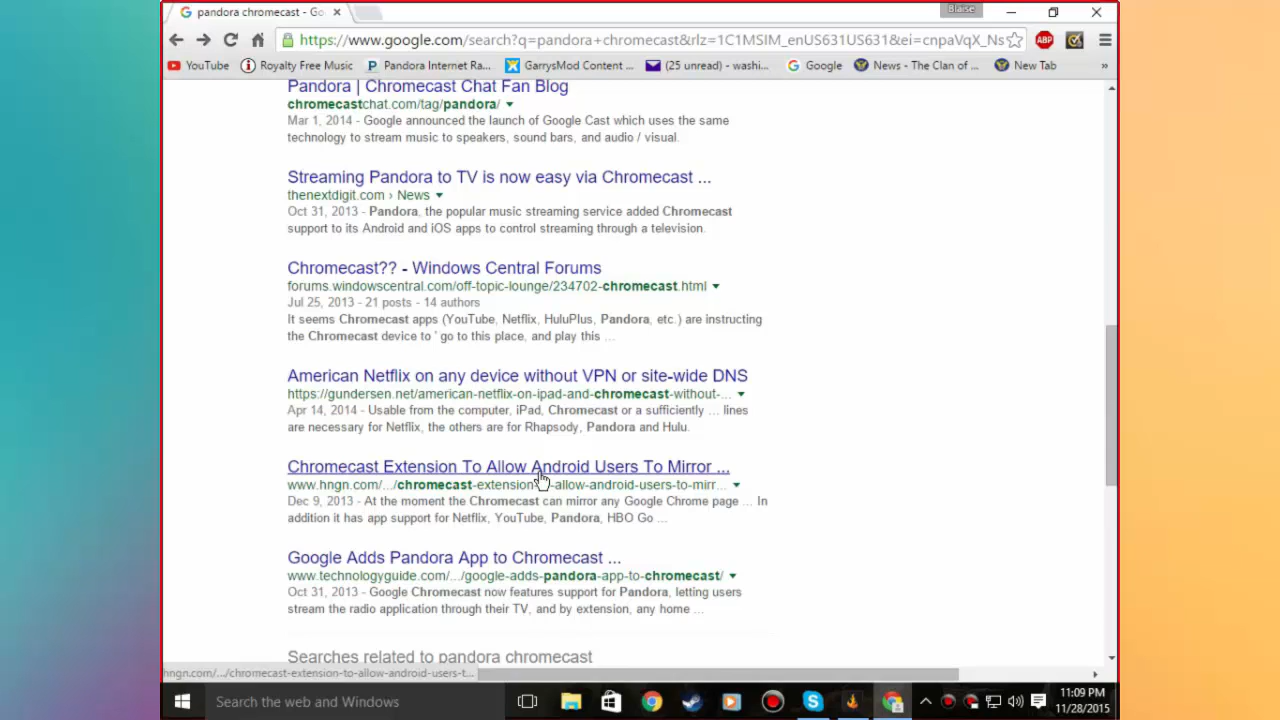 pandora chromecast - Go
Blaise
https://www.google.com/search?q=pandora+chromecast&rlz=1C1MSIM_enUS631US631&ei=cnpaVqX_Ns
ABP
YouTube
Royalty Free Music
Pandora Internet Ra...
GarrysMod Content ...
(25 unread) - washi...
Google
News - The Clan of ...
New Tab
»
Pandora | Chromecast Chat Fan Blog
chromecastchat.com/tag/pandora/
Mar 1, 2014 - Google announced the launch of Google Cast which uses the same
technology to stream music to speakers, sound bars, and audio / visual.
Streaming Pandora to TV is now easy via Chromecast ...
thenextdigit.com › News
Oct 31, 2013 - Pandora, the popular music streaming service added Chromecast
support to its Android and iOS apps to control streaming through a television.
Chromecast?? - Windows Central Forums
forums.windowscentral.com/off-topic-lounge/234702-chromecast.html
Jul 25, 2013 - 21 posts - 14 authors
It seems Chromecast apps (YouTube, Netflix, HuluPlus, Pandora, etc.) are instructing
the Chromecast device to ' go to this place, and play this ...
American Netflix on any device without VPN or site-wide DNS
https://gundersen.net/american-netflix-on-ipad-and-chromecast-without-...
Apr 14, 2014 - Usable from the computer, iPad, Chromecast or a sufficiently ... lines
are necessary for Netflix, the others are for Rhapsody, Pandora and Hulu.
Chromecast Extension To Allow Android Users To Mirror ...
www.hngn.com/.../chromecast-extension-to-allow-android-users-to-mirr...
Dec 9, 2013 - At the moment the Chromecast can mirror any Google Chrome page ... In
addition it has app support for Netflix, YouTube, Pandora, HBO Go ...
Google Adds Pandora App to Chromecast ...
www.technologyguide.com/.../google-adds-pandora-app-to-chromecast/
Oct 31, 2013 - Google Chromecast now features support for Pandora, letting users
stream the radio application through their TV, and by extension, any home ...
Searches related to pandora chromecast
hngn.com/.../chromecast-extension-to-allow-android-users-t...
Search the web and Windows
11:09 PM
11/28/2015